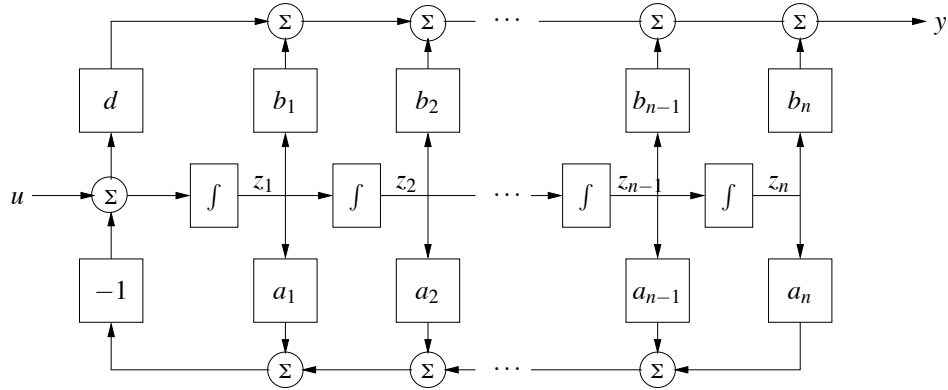 Σ Σ ⋯ Σ Σ y
d b₁ b₂ bₙ₋₁ bₙ
u Σ ∫ z₁ ∫ z₂ ⋯ ∫ zₙ₋₁ ∫ zₙ
−1 a₁ a₂ aₙ₋₁ aₙ
Σ Σ ⋯ Σ